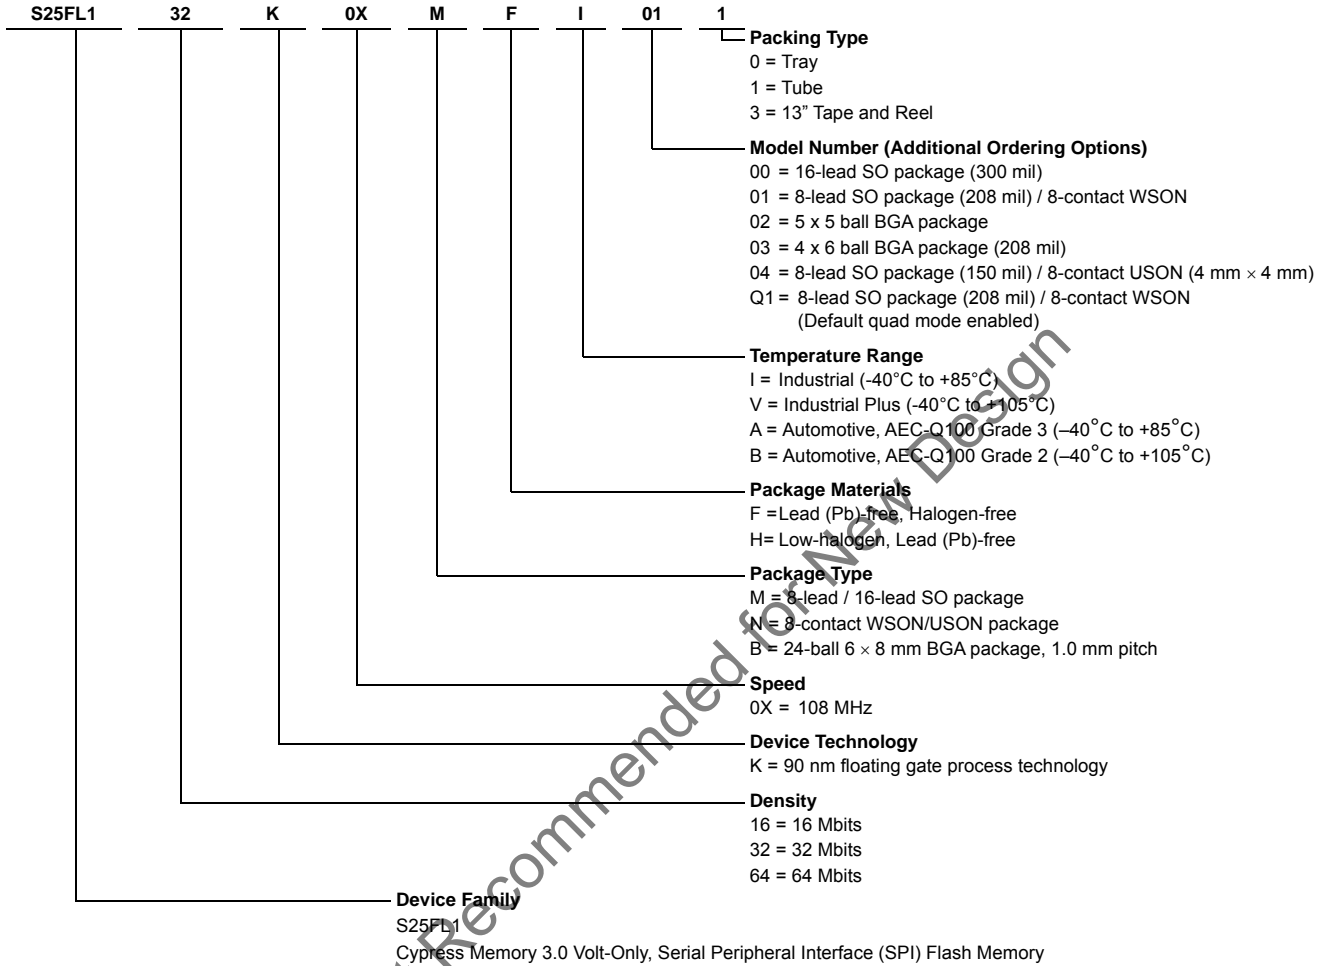 S25FL1 32 K 0X M F I 01 1
Packing Type
0 = Tray
1 = Tube
3 = 13” Tape and Reel
Model Number (Additional Ordering Options)
00 = 16-lead SO package (300 mil)
01 = 8-lead SO package (208 mil) / 8-contact WSON
02 = 5 x 5 ball BGA package
03 = 4 x 6 ball BGA package (208 mil)
04 = 8-lead SO package (150 mil) / 8-contact USON (4 mm × 4 mm)
Q1 = 8-lead SO package (208 mil) / 8-contact WSON
(Default quad mode enabled)
Temperature Range
I = Industrial (-40°C to +85°C)
V = Industrial Plus (-40°C to +105°C)
A = Automotive, AEC-Q100 Grade 3 (–40°C to +85°C)
B = Automotive, AEC-Q100 Grade 2 (–40°C to +105°C)
Package Materials
F =Lead (Pb)-free, Halogen-free
H= Low-halogen, Lead (Pb)-free
Package Type
M = 8-lead / 16-lead SO package
N = 8-contact WSON/USON package
B = 24-ball 6 × 8 mm BGA package, 1.0 mm pitch
Speed
0X = 108 MHz
Device Technology
K = 90 nm floating gate process technology
Density
16 = 16 Mbits
32 = 32 Mbits
64 = 64 Mbits
Device Family
S25FL1
Cypress Memory 3.0 Volt-Only, Serial Peripheral Interface (SPI) Flash Memory
Recommended for New Design